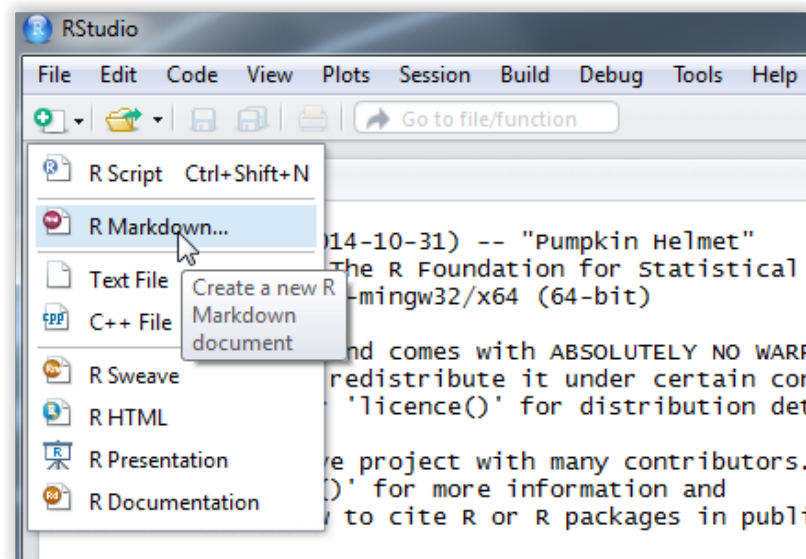 RStudio
File Edit Code View Plots Session Build Debug Tools Help
Go to file/function
R Script Ctrl+Shift+N
R Markdown...
Text File
C++ File
R Sweave
R HTML
R Presentation
R Documentation
Create a new R
Markdown
document
14-10-31) -- "Pumpkin Helmet"
The R Foundation for Statistical
-mingw32/x64 (64-bit)
nd comes with ABSOLUTELY NO WARR
redistribute it under certain con
'licence()' for distribution det
ve project with many contributors.
()' for more information and
to cite R or R packages in publi